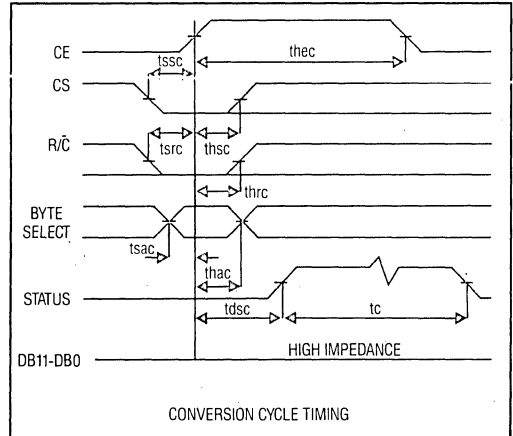 CE
tssc
thec
CS
R/C̄
tsrc
thsc
thrc
BYTE
SELECT
tsac
thac
STATUS
tdsc
tc
DB11-DB0
HIGH IMPEDANCE
CONVERSION CYCLE TIMING